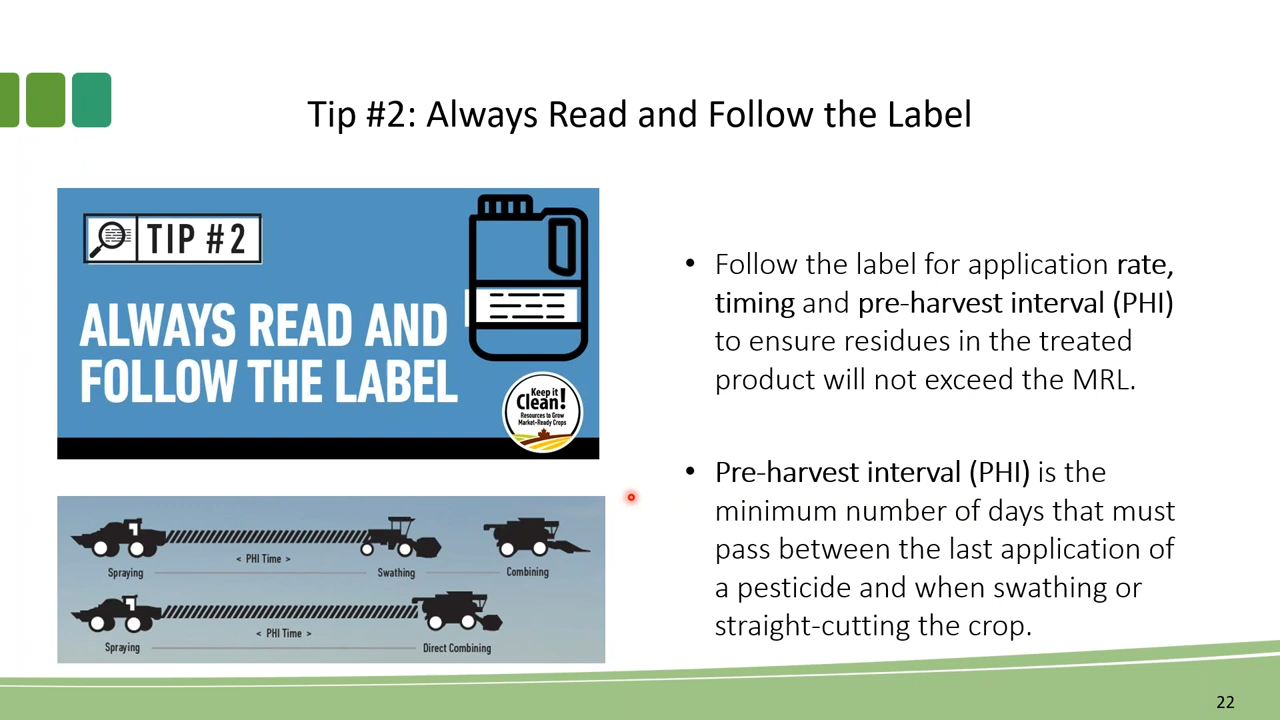 Tip #2: Always Read and Follow the Label
TIP #2
ALWAYS READ AND
FOLLOW THE LABEL
Keep it
Clean!
Resources to Grow
Market-Ready Crops
< PHI Time >
Spraying
Swathing
Combining
< PHI Time >
Spraying
Direct Combining
• Follow the label for application rate,
timing and pre-harvest interval (PHI)
to ensure residues in the treated
product will not exceed the MRL.
• Pre-harvest interval (PHI) is the
minimum number of days that must
pass between the last application of
a pesticide and when swathing or
straight-cutting the crop.
22